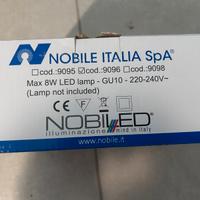 NOBILE ITALIA SpA®
cod.:9095 cod.: 9096 cod.: 9098
Max 8W LED lamp - GU10 - 220-240V~
(Lamp not included)
CE F
NOBILED
illuminazione mind in italy
www.nobile.it